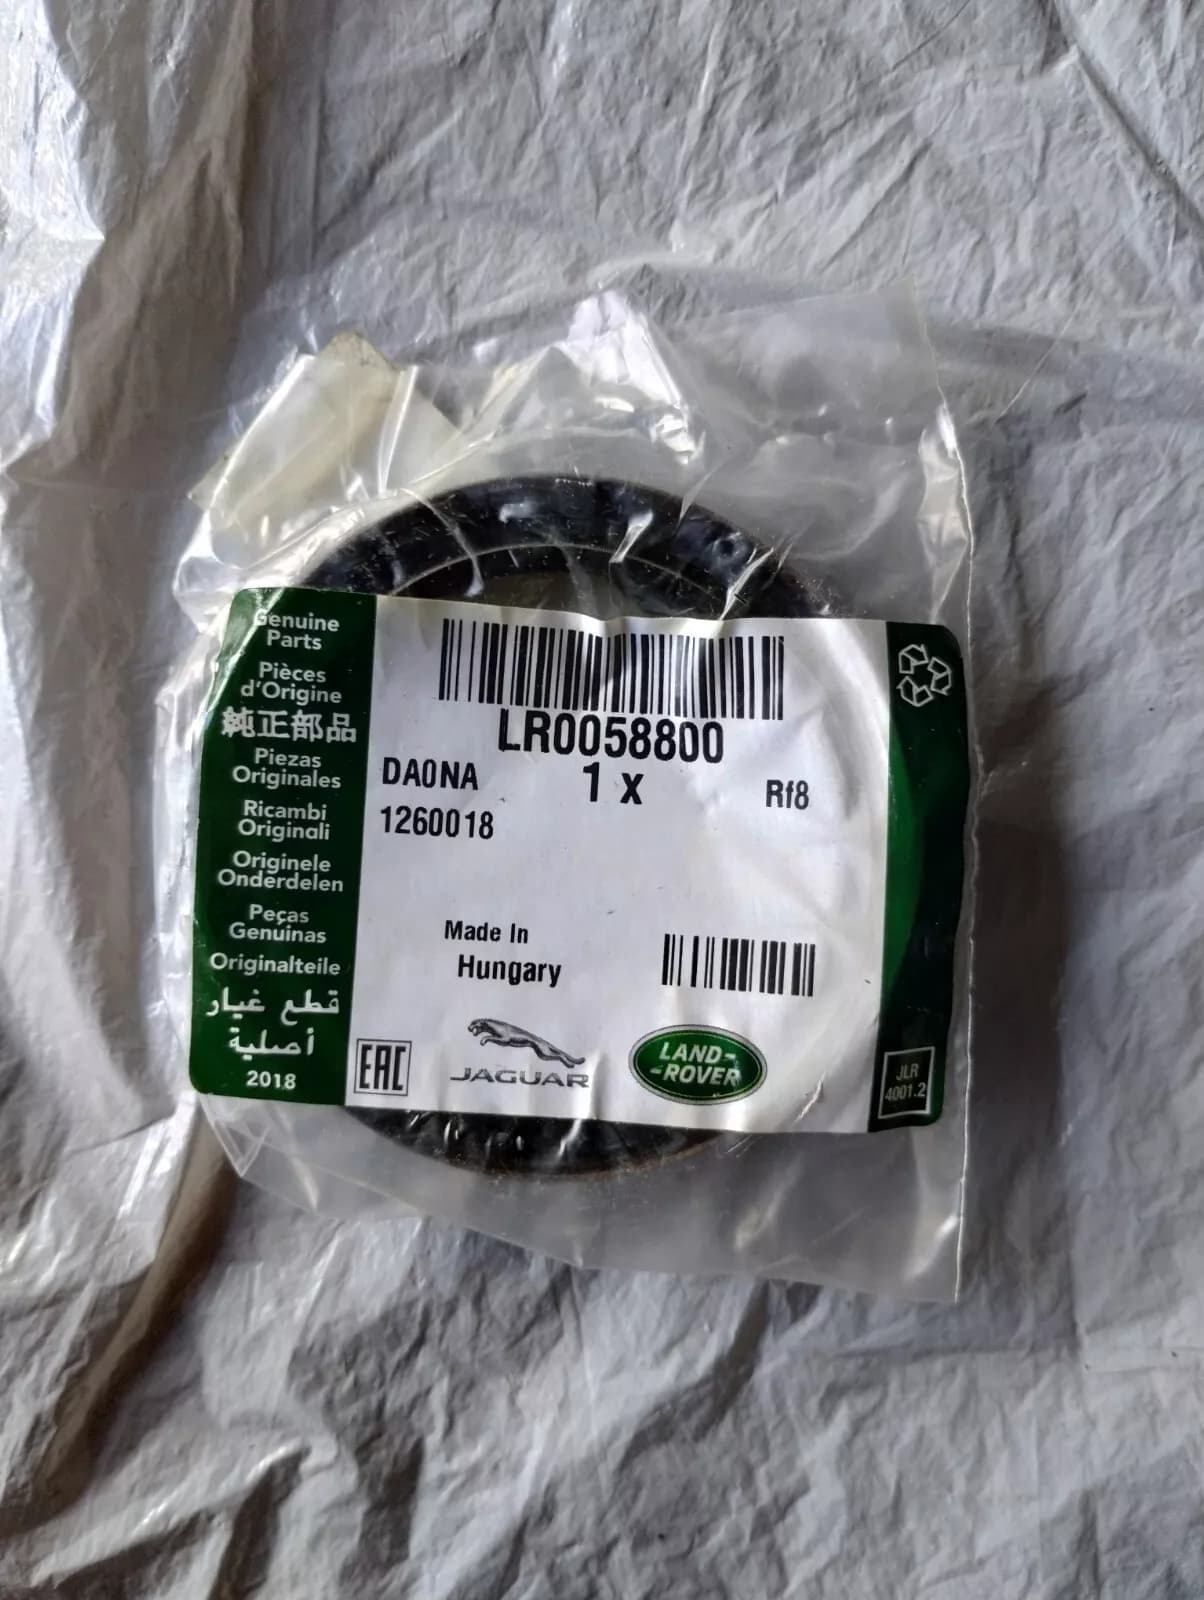 Genuine
Parts
Pièces
d'Origine
純正部品
Piezas
Originales
Ricambi
Originali
Originele
Onderdelen
Peças
Genuinas
Originalteile
قطع غيار
أصلية
2018
LR0058800
DA0NA
1 x
Rf8
1260018
Made In
Hungary
EAC
JAGUAR
LAND-
-ROVER
JLR
4001.2